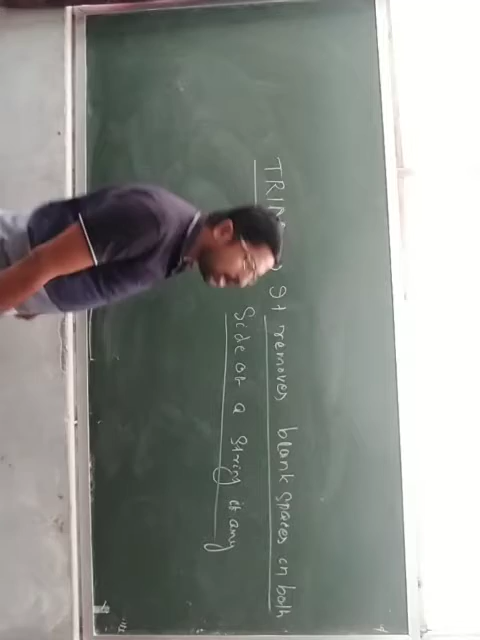 TRIM It removes blank spaces on both
Side of a string if any